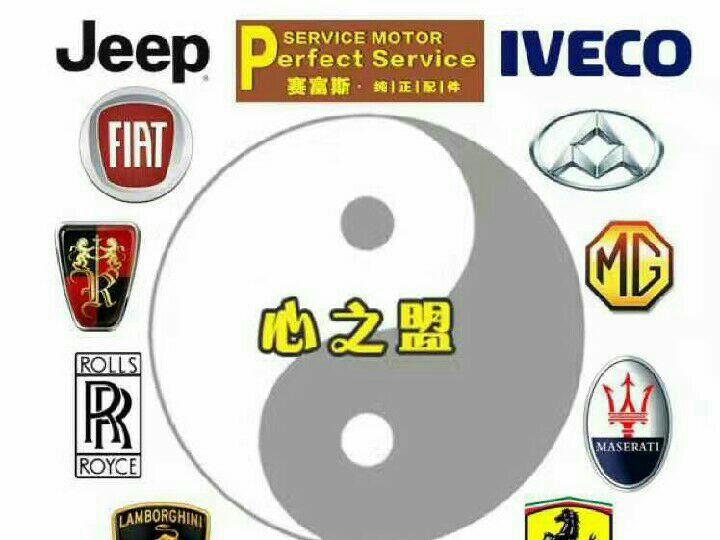 Jeep
SERVICE MOTOR
Perfect Service
赛富斯·纯|正|配|件
IVECO
FIAT
R
MG
心之盟
ROLLS
RR
ROYCE
MASERATI
LAMBORGHINI